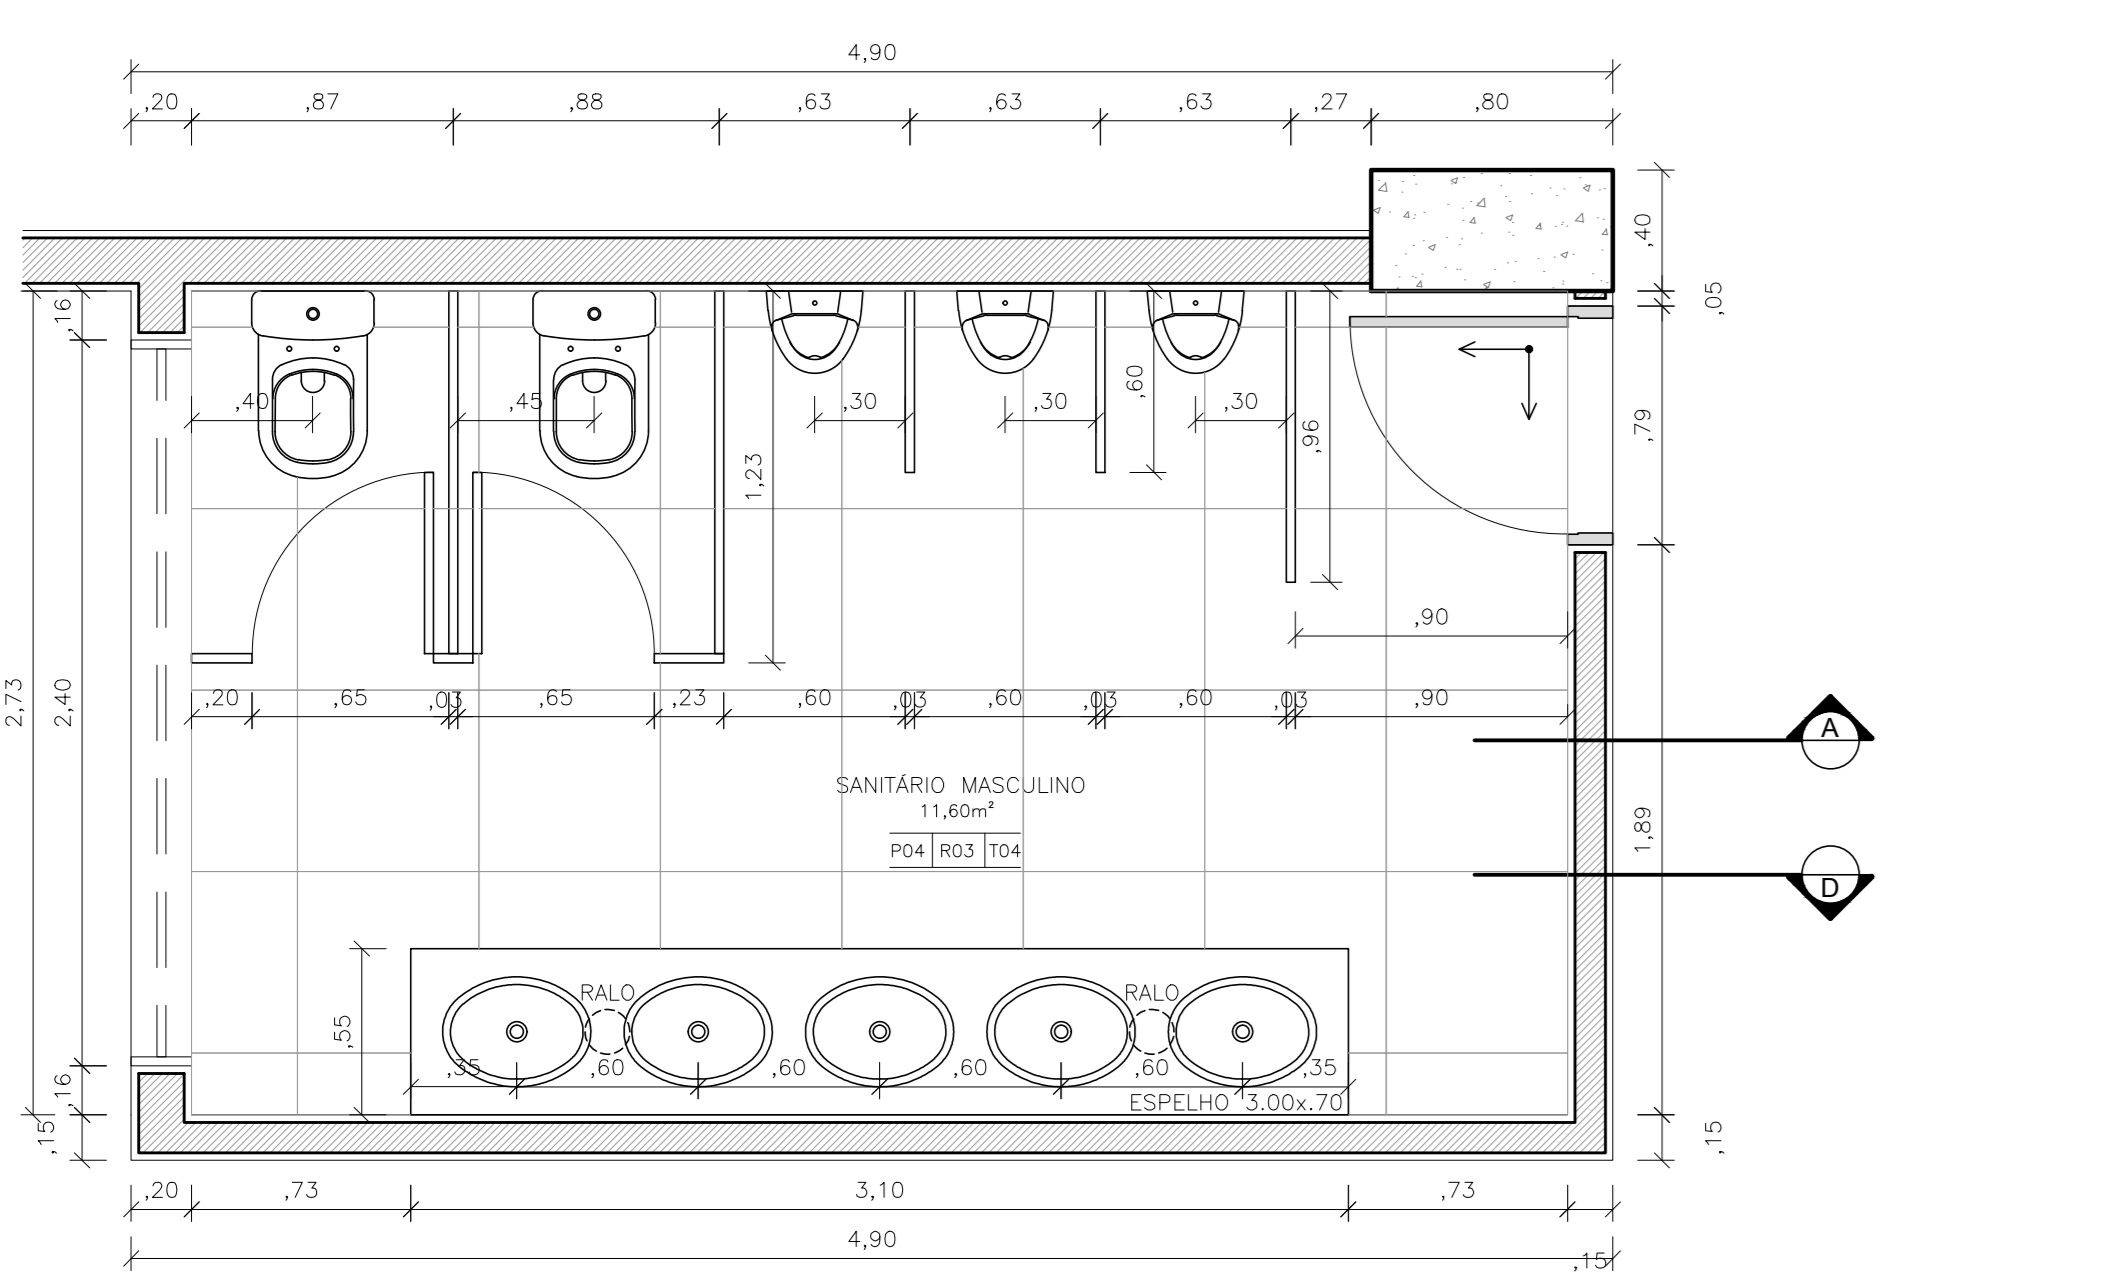 4,90
,20 ,87 ,88 ,63 ,63 ,63 ,27 ,80
,40
,05
,16
,40 ,45 ,30 ,30 ,60 ,30 ,96
,79
1,23
,90
2,73
2,40
,20 ,65 ,03 ,65 ,23 ,60 ,03 ,60 ,03 ,60 ,03 ,90
A
SANITÁRIO MASCULINO
11,60m²
P04 R03 T04
1,89
D
RALO RALO
,55
,35 ,60 ,60 ,60 ,60 ,35
ESPELHO 3.00x.70
,16
,15
,15
,20 ,73 3,10 ,73
4,90
,15